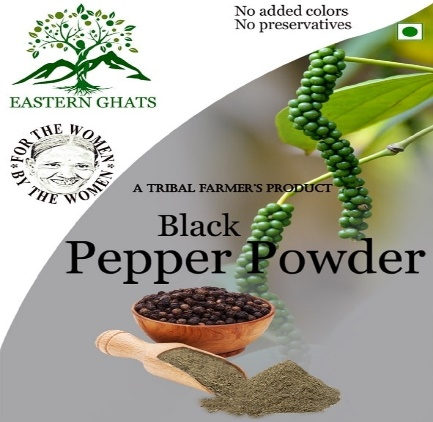 No added colors
No preservatives
EASTERN GHATS
FOR THE WOMEN
BY THE WOMEN
A TRIBAL FARMER'S PRODUCT
Black
Pepper Powder